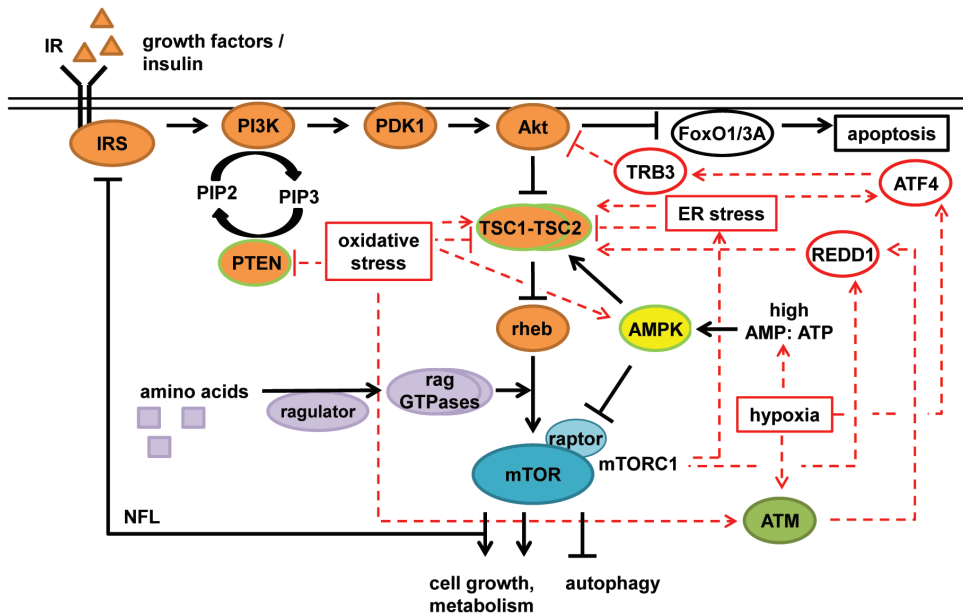 IR
growth factors /
insulin
IRS
PI3K
PDK1
Akt
FoxO1/3A
apoptosis
PIP2
PIP3
TRB3
ATF4
TSC1-TSC2
ER stress
oxidative
stress
PTEN
REDD1
rheb
AMPK
high
AMP: ATP
amino acids
ragulator
rag
GTPases
hypoxia
raptor
mTORC1
mTOR
NFL
ATM
cell growth,
metabolism
autophagy